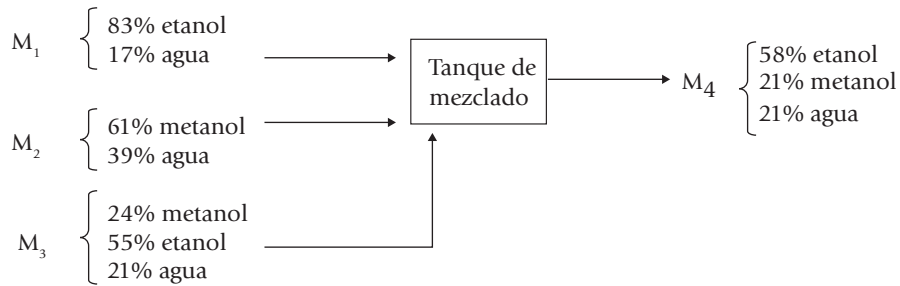 M₁
83% etanol
17% agua
M₂
61% metanol
39% agua
M₃
24% metanol
55% etanol
21% agua
Tanque de
mezclado
M4
58% etanol
21% metanol
21% agua